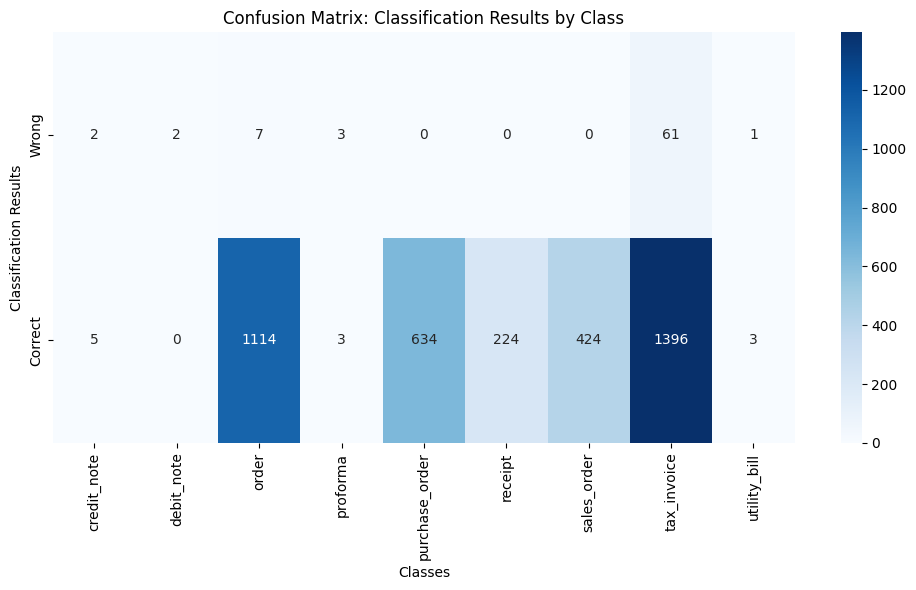 Confusion Matrix: Classification Results by Class
Classification Results
Wrong
2 2 7 3 0 0 0 61 1
Correct
5 0 1114 3 634 224 424 1396 3
credit_note
debit_note
order
proforma
purchase_order
receipt
sales_order
tax_invoice
utility_bill
Classes
1200
1000
800
600
400
200
0